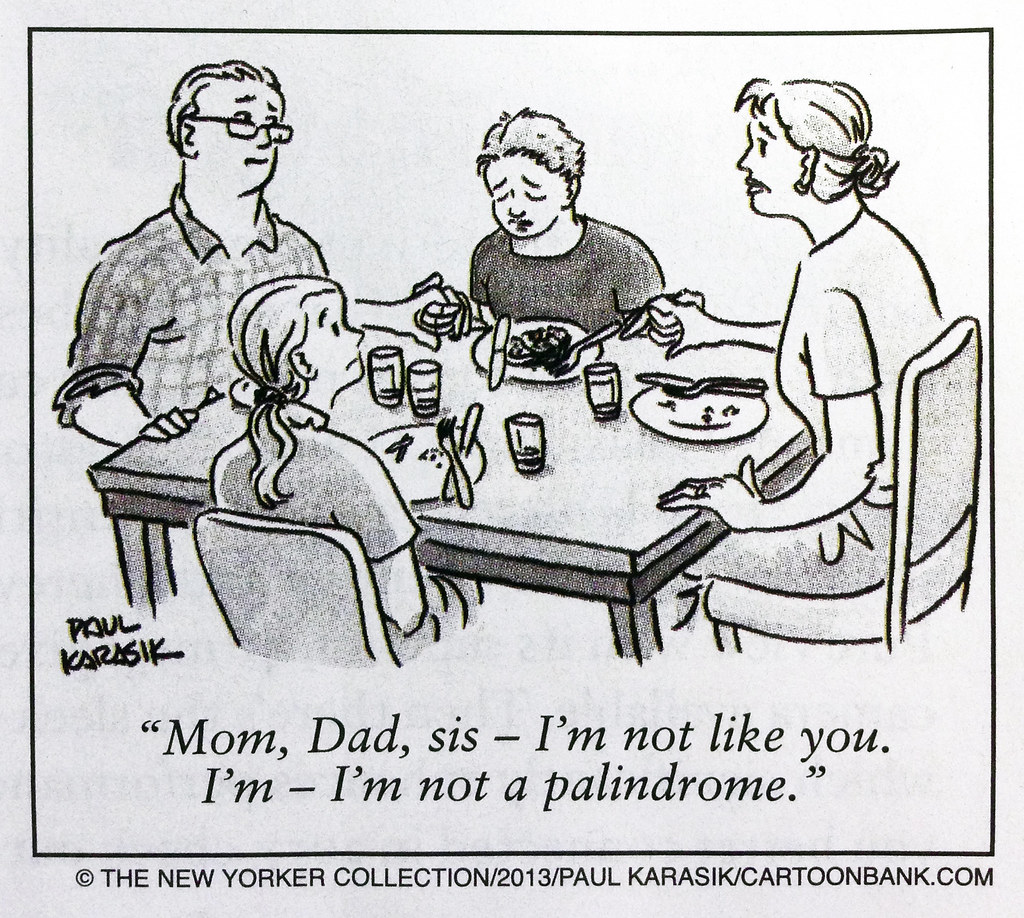 PAUL
KARASIK
“Mom, Dad, sis – I’m not like you.
I’m – I’m not a palindrome.”
© THE NEW YORKER COLLECTION/2013/PAUL KARASIK/CARTOONBANK.COM